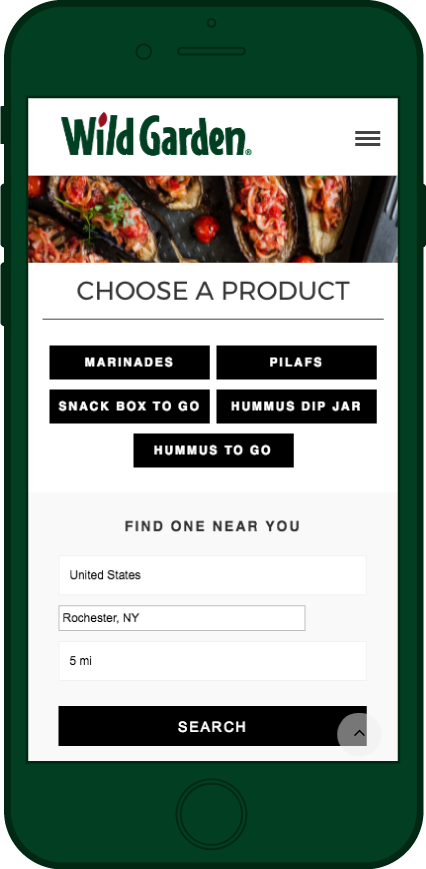 Wild Garden®
CHOOSE A PRODUCT
MARINADES
PILAFS
SNACK BOX TO GO
HUMMUS DIP JAR
HUMMUS TO GO
FIND ONE NEAR YOU
United States
Rochester, NY
5 mi
SEARCH